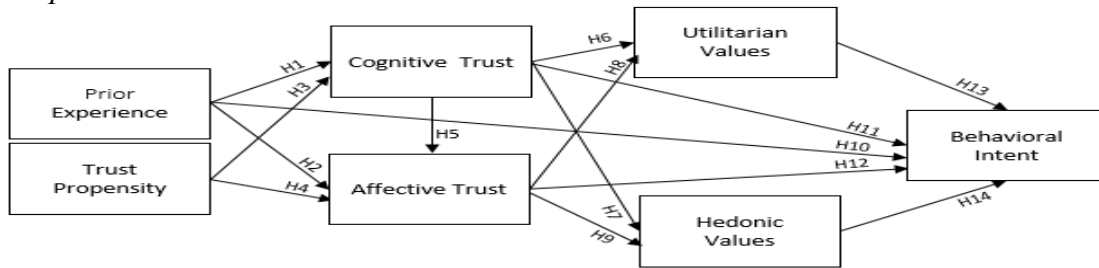 Prior
Experience
Trust
Propensity
H1
H3
H2
H4
Cognitive Trust
H5
Affective Trust
H6
H8
H7
H9
Utilitarian
Values
Hedonic
Values
H11
H10
H12
H13
H14
Behavioral
Intent